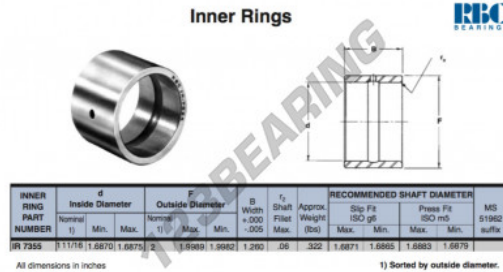 Inner Rings
RBC
BEARINGS
B
r₂
d
F
123BEARING
INNER RING PART NUMBER
d Inside Diameter
Nominal 1) Min. Max.
F Outside Diameter
Nominal 1) Max. Min.
B Width +.000 -.005
r₂ Shaft Fillet Max.
Approx. Weight (lbs)
RECOMMENDED SHAFT DIAMETER
Slip Fit ISO g6
Max. Min.
Press Fit ISO m5
Max. Min.
MS 51962 suffix
IR 7355 1 11/16 1.6870 1.6875 2 1.9989 1.9982 1.260 .06 .322 1.6871 1.6865 1.6883 1.6879
All dimensions in inches
1) Sorted by outside diameter.